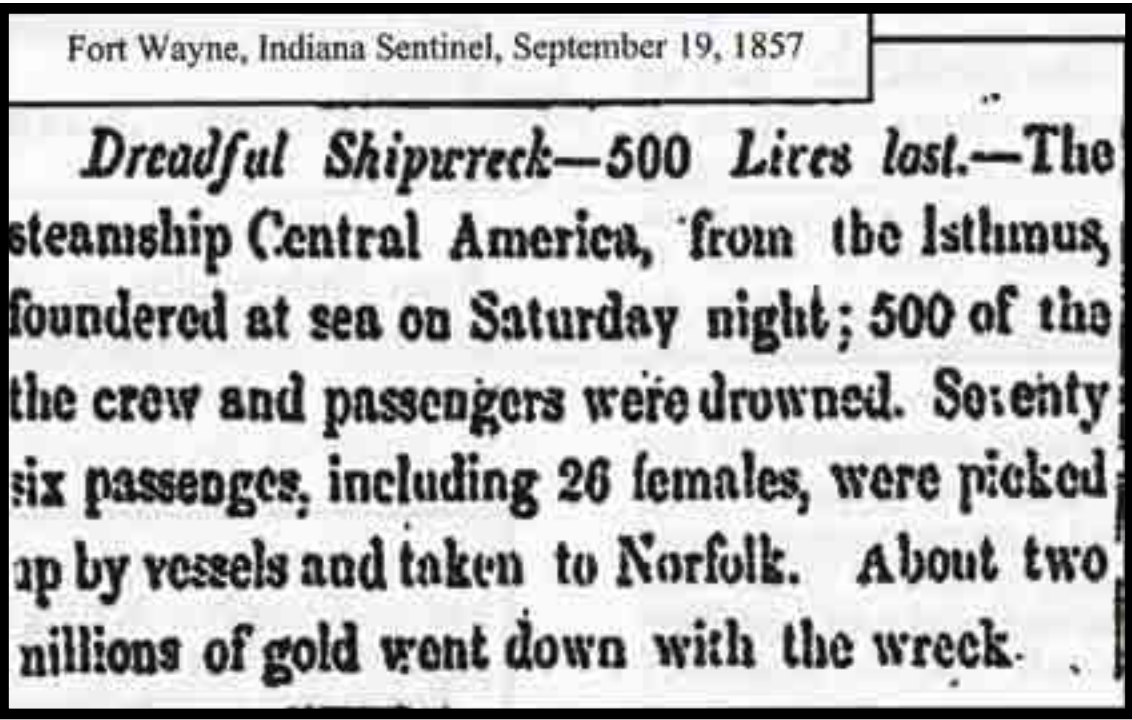 Fort Wayne, Indiana Sentinel, September 19, 1857
Dreadful Shipwreck—500 Lives lost.—The
steamship Central America, from the Isthmus,
foundered at sea on Saturday night; 500 of the
the crew and passengers were drowned. Seventy
six passenges, including 26 females, were picked
up by vessels and taken to Norfolk. About two
millions of gold went down with the wreck.